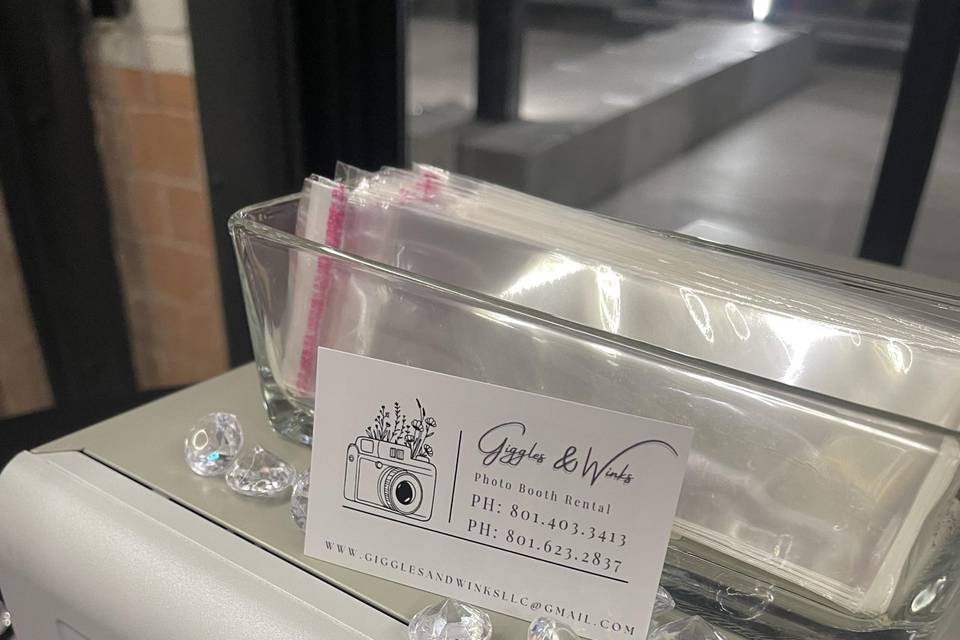 Giggles & Winks
Photo Booth Rental
PH: 801.403.3413
PH: 801.623.2837
WWW.GIGGLESANDWINKSLLC@GMAIL.COM